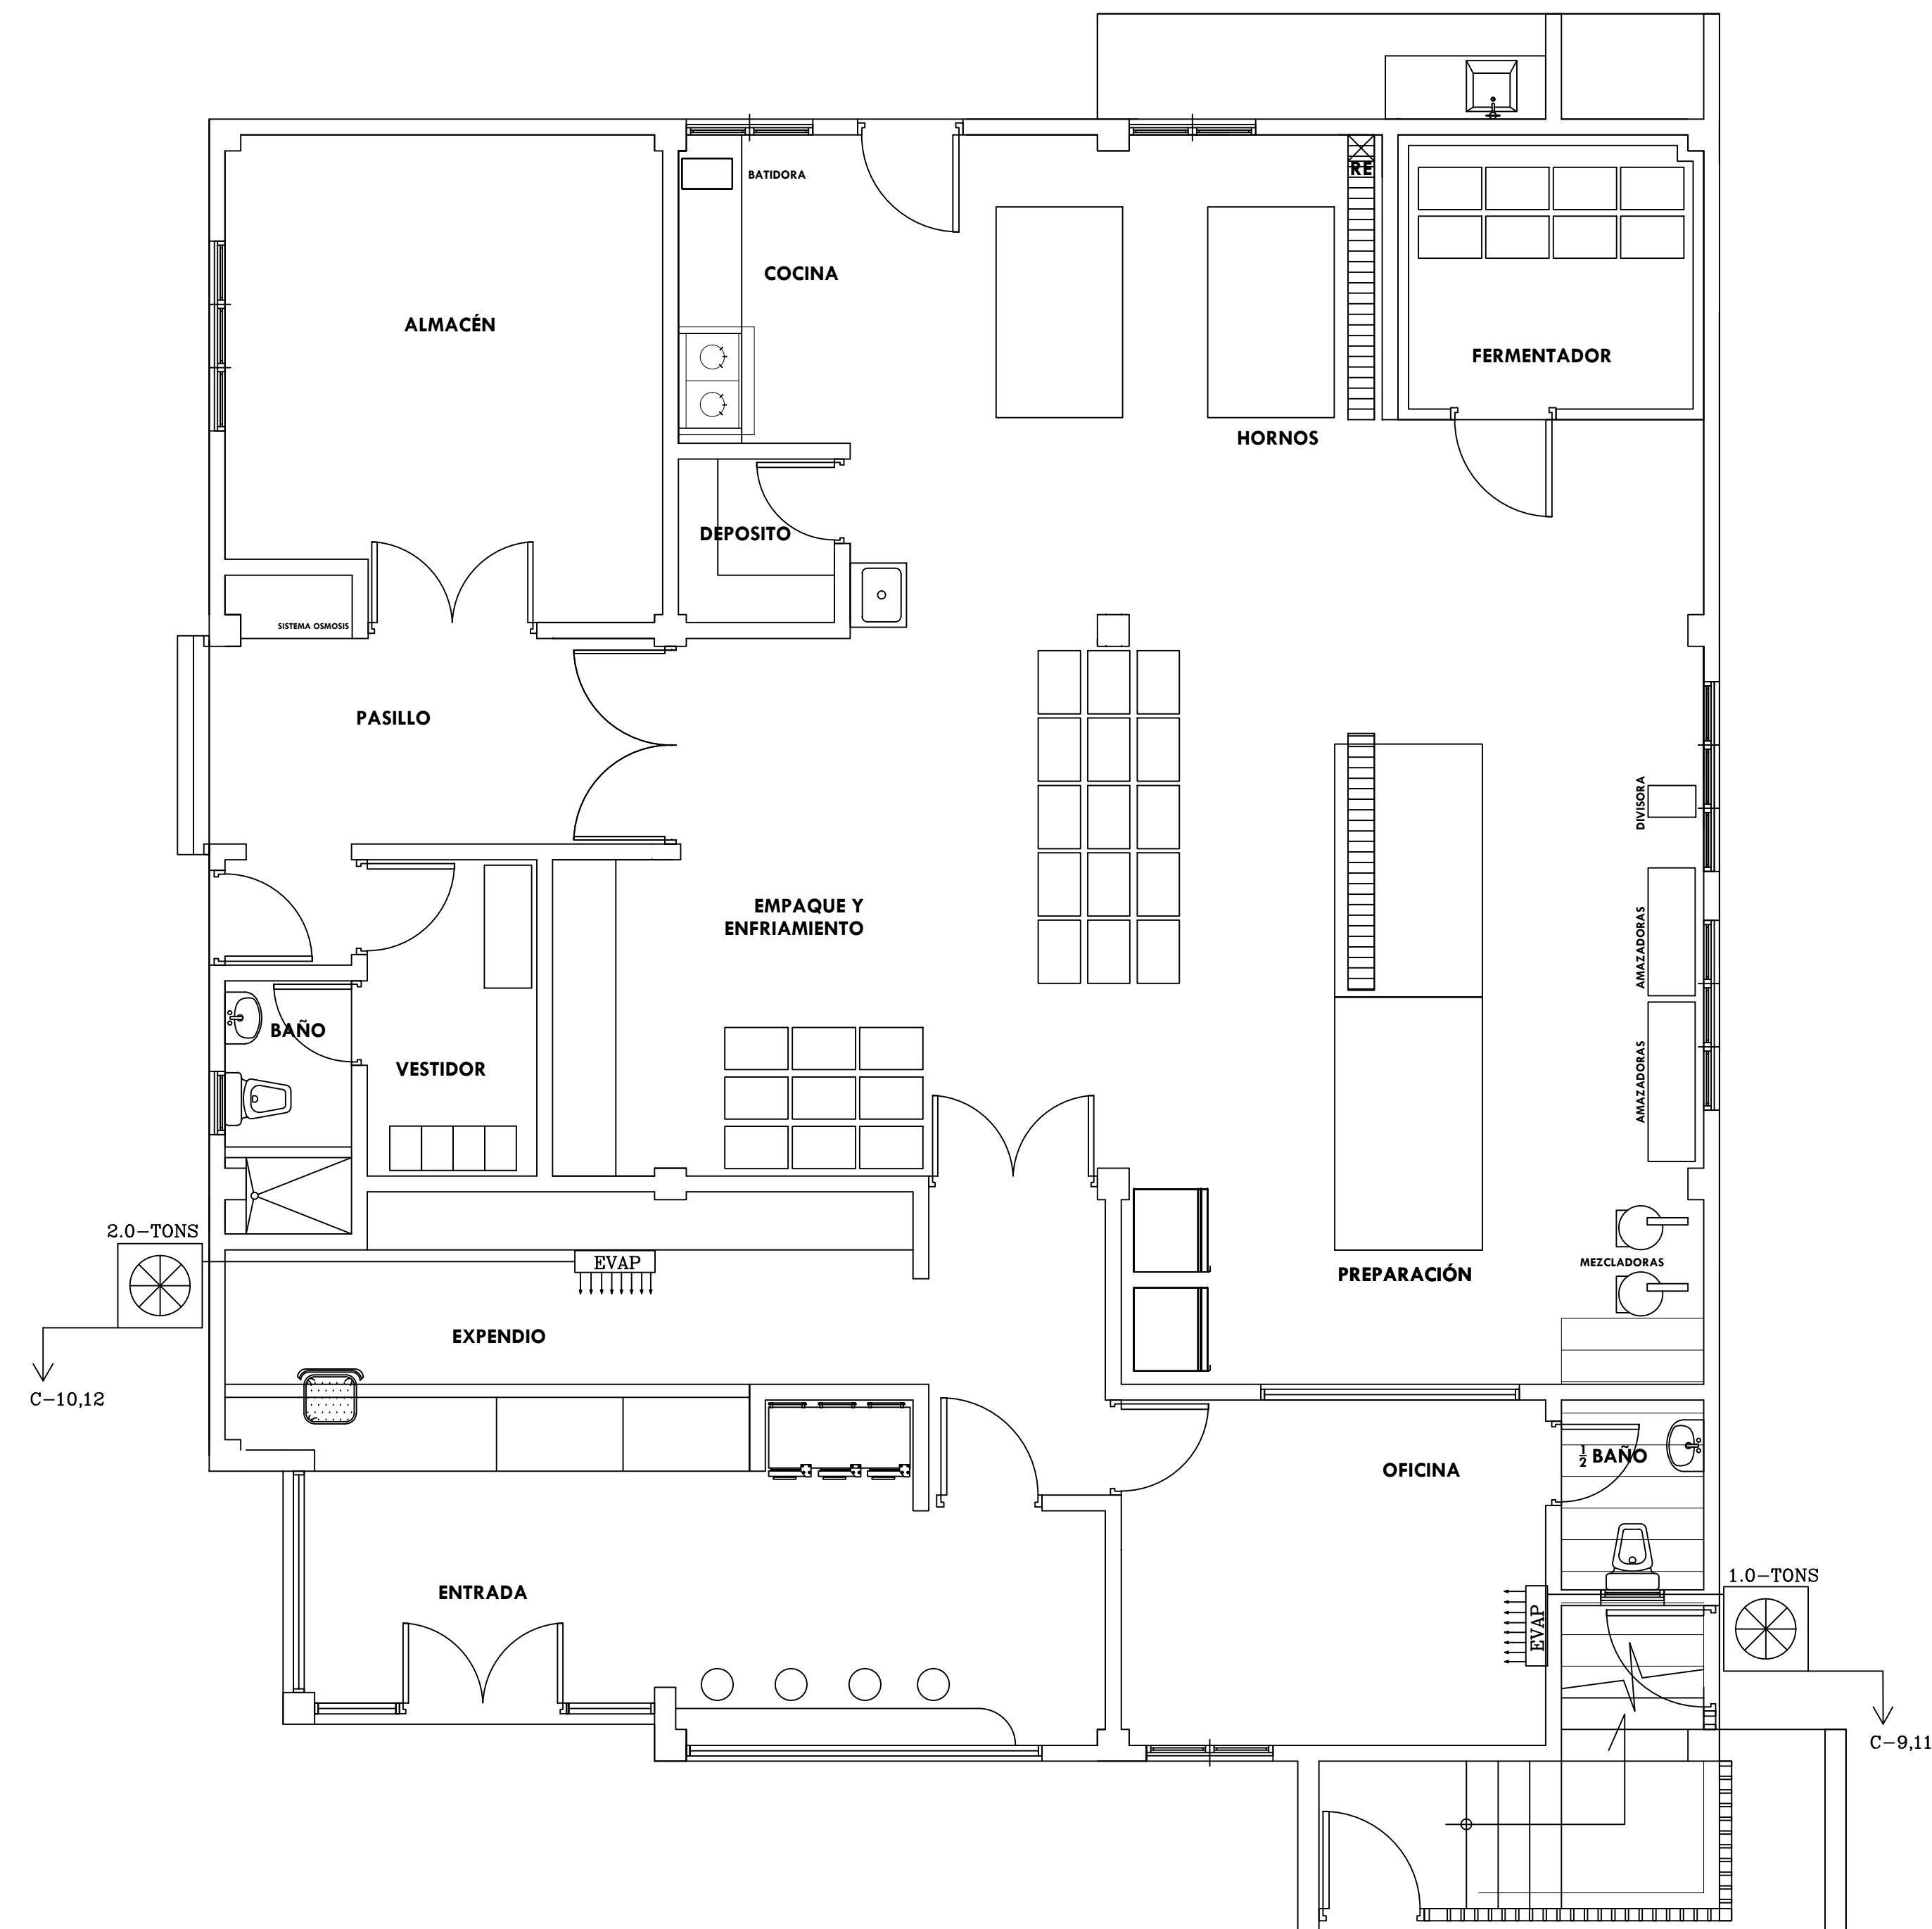 BATIDORA
RE
COCINA
ALMACÉN
FERMENTADOR
HORNOS
DEPOSITO
SISTEMA OSMOSIS
PASILLO
DIVISORA
EMPAQUE Y
ENFRIAMIENTO
AMAZADORAS
BAÑO
VESTIDOR
AMAZADORAS
2.0-TONS
EVAP
MEZCLADORAS
PREPARACIÓN
EXPENDIO
C-10,12
1/2 BAÑO
OFICINA
ENTRADA
1.0-TONS
EVAP
C-9,11